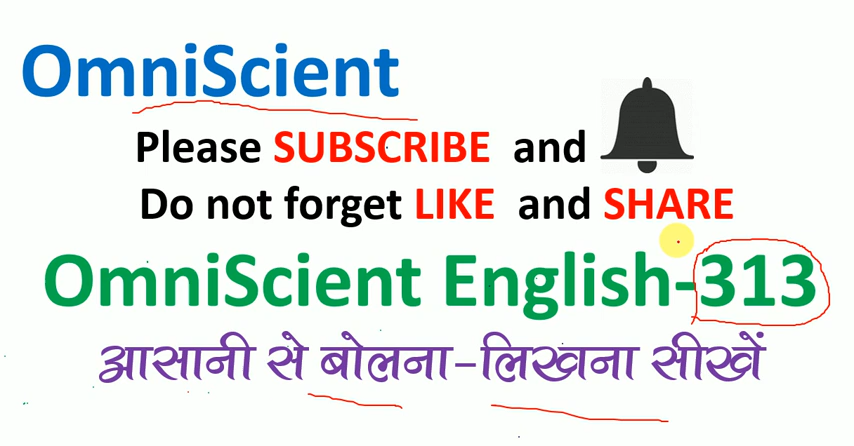 OmniScient
Please SUBSCRIBE and
Do not forget LIKE and SHARE
OmniScient English-313
आसानी से बोलना-लिखना सीखें